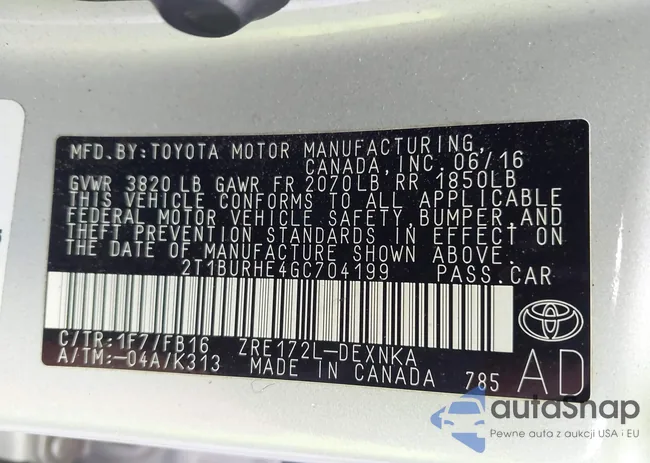 MFD.BY:TOYOTA MOTOR MANUFACTURING,
CANADA,INC. 06/16
GVWR 3820LB GAWR FR 2070LB RR 1850LB
THIS VEHICLE CONFORMS TO ALL APPLICABLE
FEDERAL MOTOR VEHICLE SAFETY, BUMPER,AND
THEFT PREVENTION STANDARDS IN EFFECT ON
THE DATE OF MANUFACTURE SHOWN ABOVE.
2T1BURHE4GC704199 PASS.CAR
C/TR:1F7/FB16 ZRE172L-DEXNKA
A/TM:-04A/K313 MADE IN CANADA 785
AD
autoSnap
Pewne auta z aukcji USA i EU